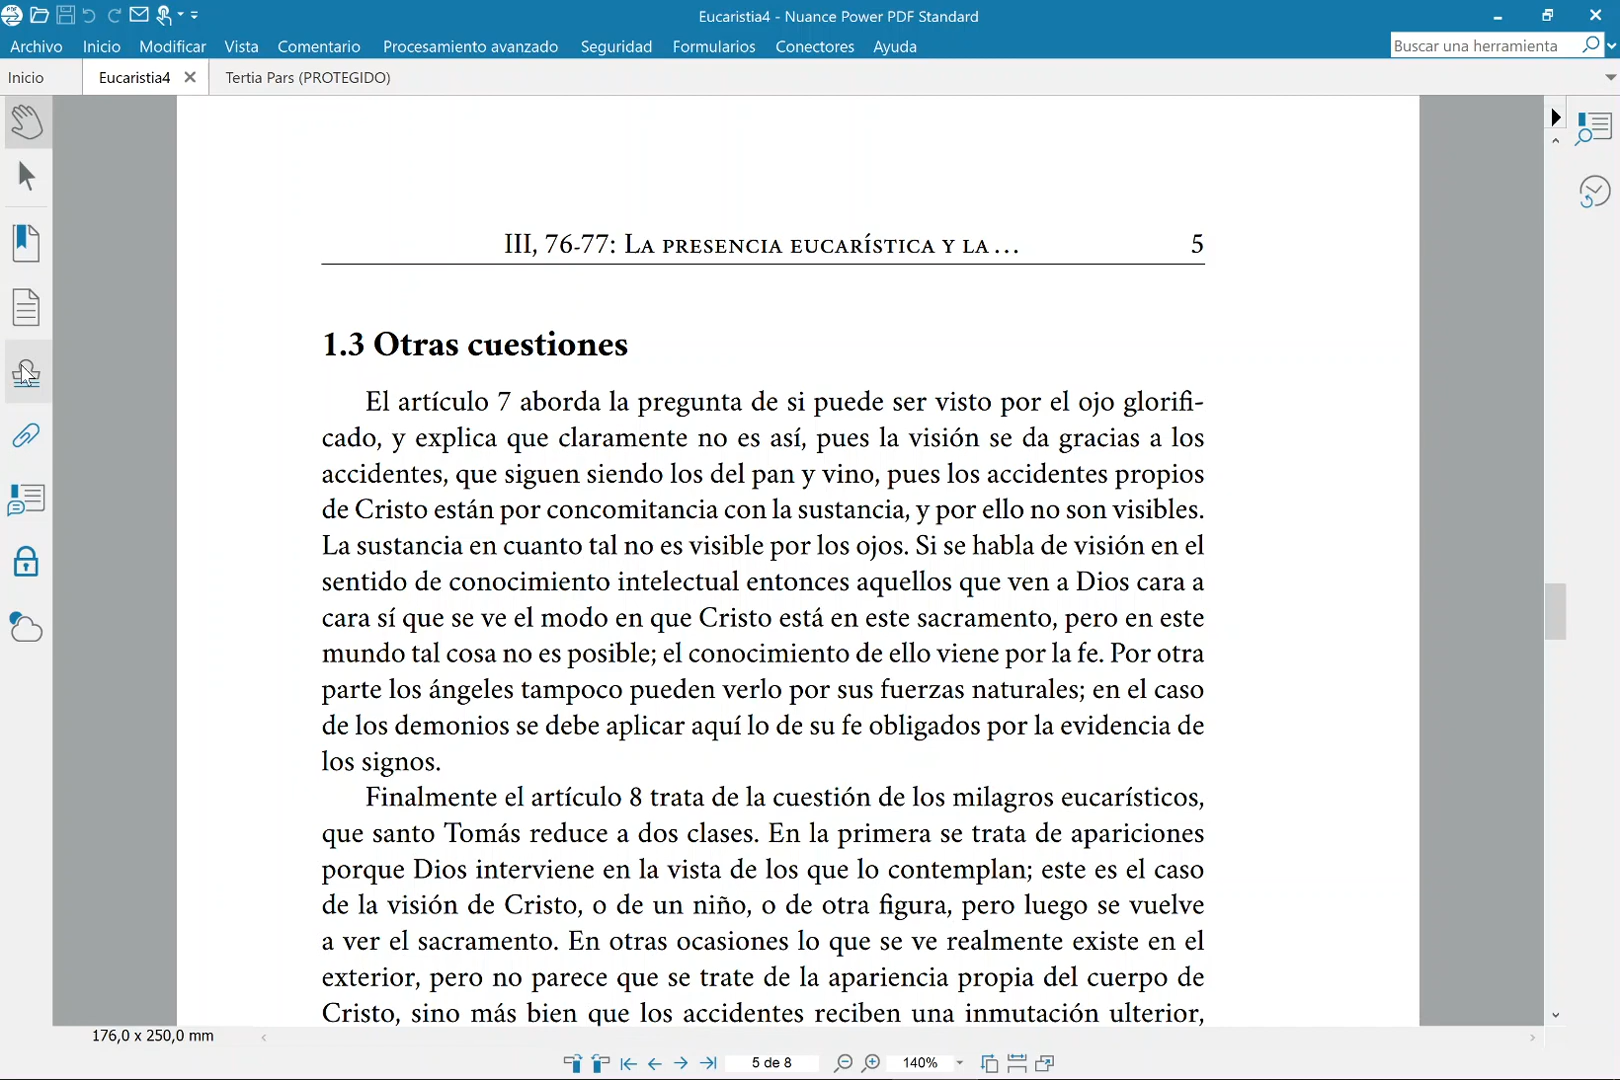 Eucaristia4 - Nuance Power PDF Standard
Archivo Inicio Modificar Vista Comentario Procesamiento avanzado Seguridad Formularios Conectores Ayuda Buscar una herramienta
Inicio Eucaristia4 Tertia Pars (PROTEGIDO)
III, 76-77: La presencia eucarística y la… 5
1.3 Otras cuestiones
El artículo 7 aborda la pregunta de si puede ser visto por el ojo glorifi-
cado, y explica que claramente no es así, pues la visión se da gracias a los
accidentes, que siguen siendo los del pan y vino, pues los accidentes propios
de Cristo están por concomitancia con la sustancia, y por ello no son visibles.
La sustancia en cuanto tal no es visible por los ojos. Si se habla de visión en el
sentido de conocimiento intelectual entonces aquellos que ven a Dios cara a
cara sí que se ve el modo en que Cristo está en este sacramento, pero en este
mundo tal cosa no es posible; el conocimiento de ello viene por la fe. Por otra
parte los ángeles tampoco pueden verlo por sus fuerzas naturales; en el caso
de los demonios se debe aplicar aquí lo de su fe obligados por la evidencia de
los signos.
Finalmente el artículo 8 trata de la cuestión de los milagros eucarísticos,
que santo Tomás reduce a dos clases. En la primera se trata de apariciones
porque Dios interviene en la vista de los que lo contemplan; este es el caso
de la visión de Cristo, o de un niño, o de otra figura, pero luego se vuelve
a ver el sacramento. En otras ocasiones lo que se ve realmente existe en el
exterior, pero no parece que se trate de la apariencia propia del cuerpo de
Cristo, sino más bien que los accidentes reciben una inmutación ulterior,
176,0 x 250,0 mm
5 de 8 140%